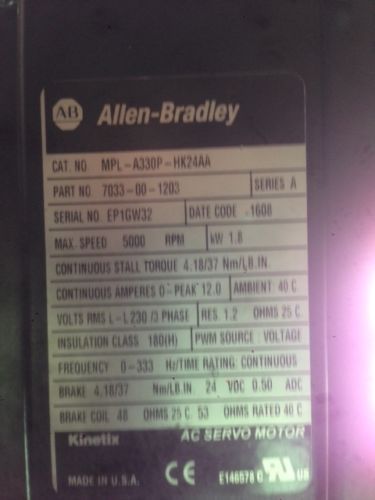 AB Allen-Bradley
CAT. NO. MPL-A330P-HK24AA
PART NO. 7033-00-1203 SERIES A
SERIAL NO. EP1GW32 DATE CODE 1608
MAX. SPEED 5000 RPM kW 1.8
CONTINUOUS STALL TORQUE 4.18/37 Nm/LB.IN.
CONTINUOUS AMPERES 0-PEAK 12.0 AMBIENT 40 C
VOLTS RMS L-L 230/3 PHASE RES. 1.2 OHMS 25 C
INSULATION CLASS 180(H) PWM SOURCE VOLTAGE
FREQUENCY 0-333 Hz/TIME RATING CONTINUOUS
BRAKE 4.18/37 Nm/LB.IN. 24 VDC 0.50 ADC
BRAKE COIL 48 OHMS 25 C 53 OHMS RATED 40 C
Kinetix AC SERVO MOTOR
MADE IN U.S.A. CE E146578 C RU US